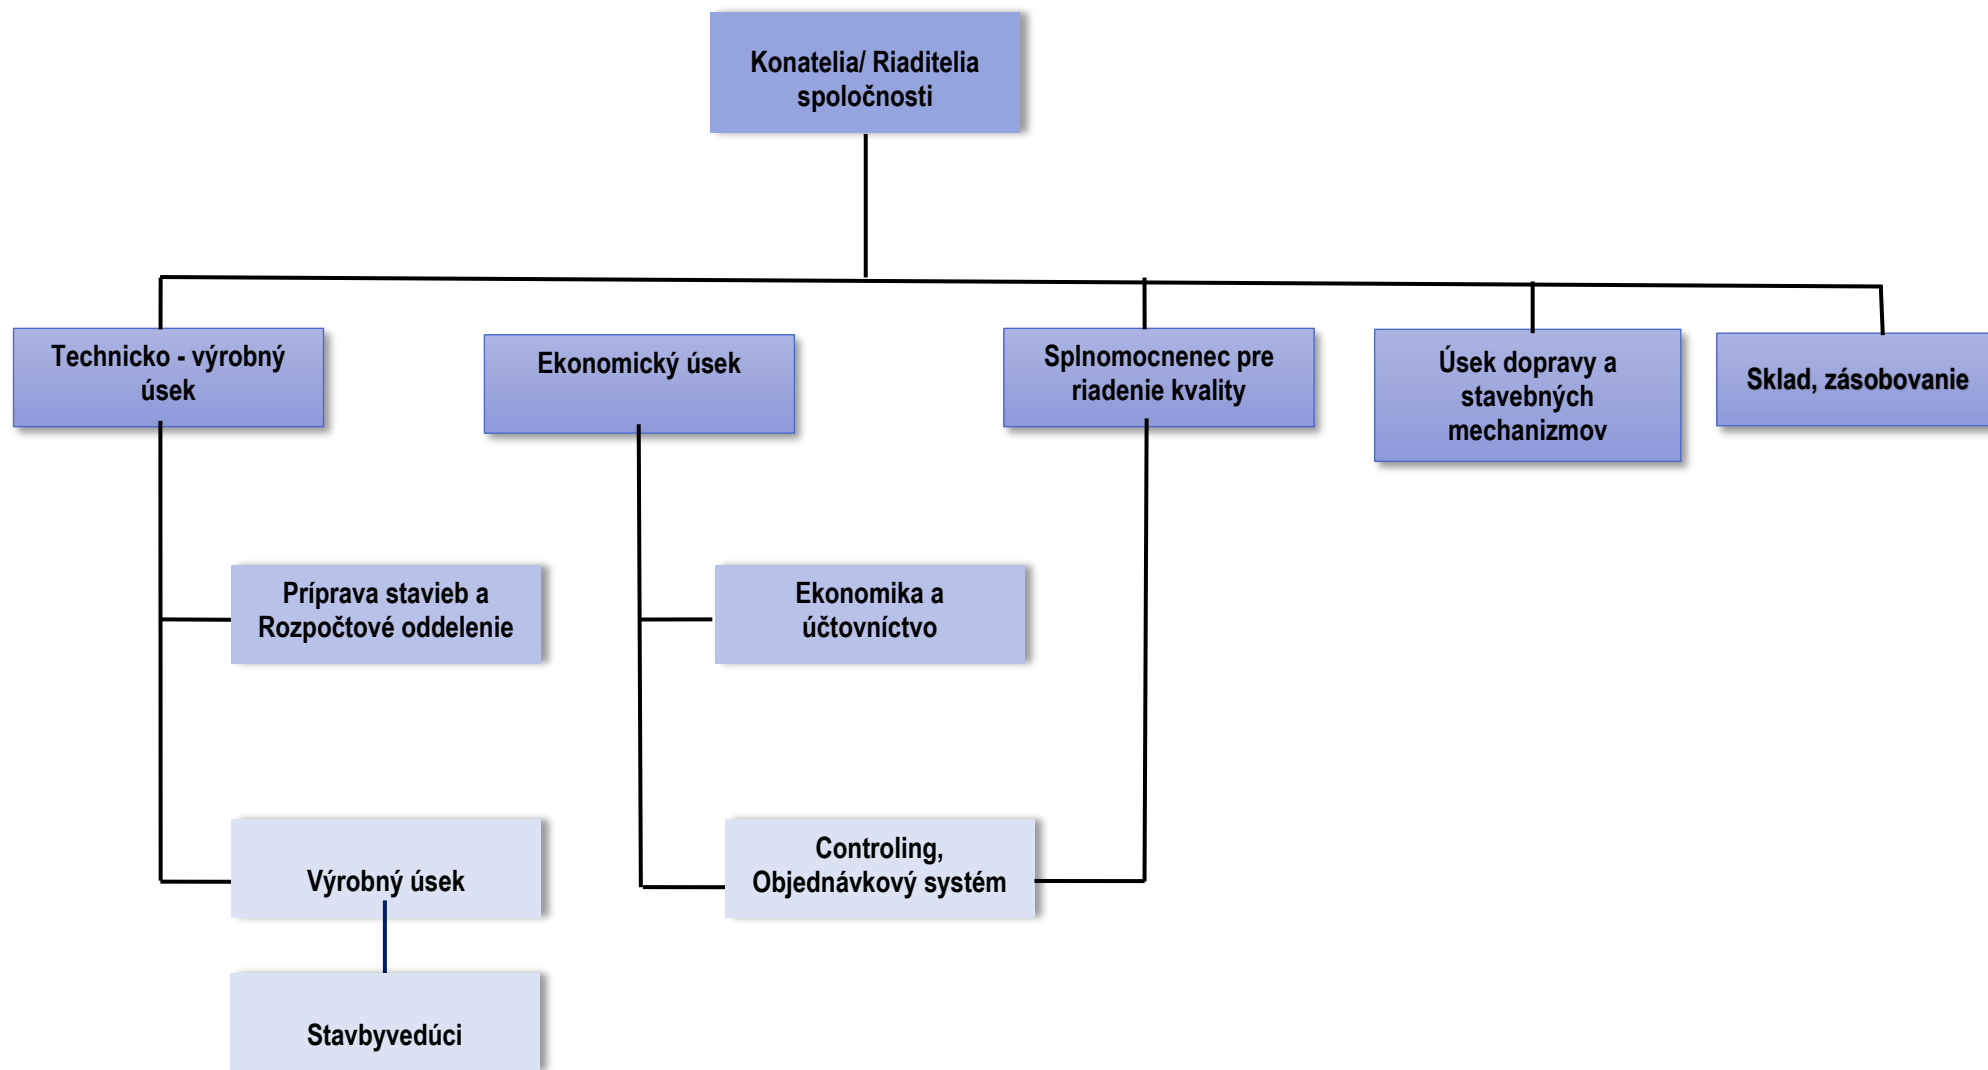 Konatelia/ Riaditelia
spoločnosti
Technicko - výrobný
úsek
Ekonomický úsek
Splnomocnenec pre
riadenie kvality
Úsek dopravy a
stavebných
mechanizmov
Sklad, zásobovanie
Príprava stavieb a
Rozpočtové oddelenie
Ekonomika a
účtovníctvo
Výrobný úsek
Controling,
Objednávkový systém
Stavbyvedúci